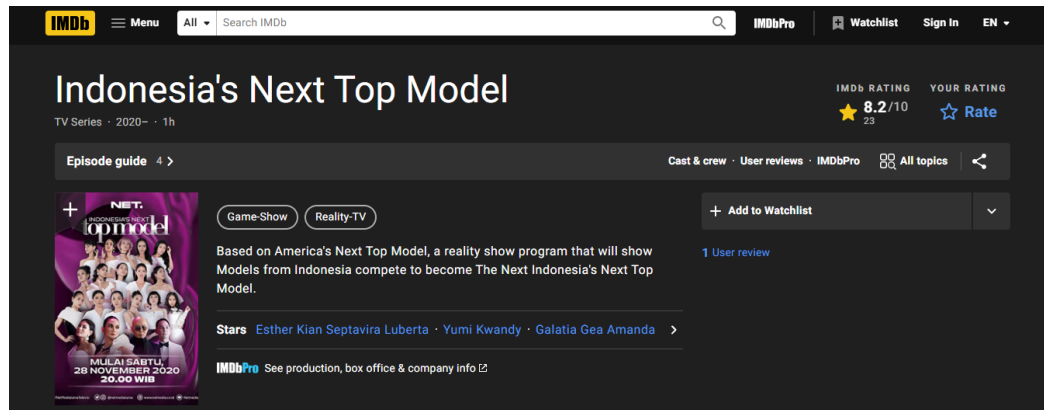 IMDb Menu All Search IMDb IMDbPro Watchlist Sign In EN
Indonesia's Next Top Model
IMDb RATING YOUR RATING
8.2/10 Rate
23
TV Series · 2020– · 1h
Episode guide 4 Cast & crew · User reviews · IMDbPro All topics
NET.
INDONESIA'S NEXT
top model
MULAI SABTU,
28 NOVEMBER 2020
20.00 WIB
Game-Show Reality-TV
Based on America's Next Top Model, a reality show program that will show
Models from Indonesia compete to become The Next Indonesia's Next Top
Model.
Stars Esther Kian Septavira Luberta · Yumi Kwandy · Galatia Gea Amanda
IMDbPro See production, box office & company info
Add to Watchlist
1 User review